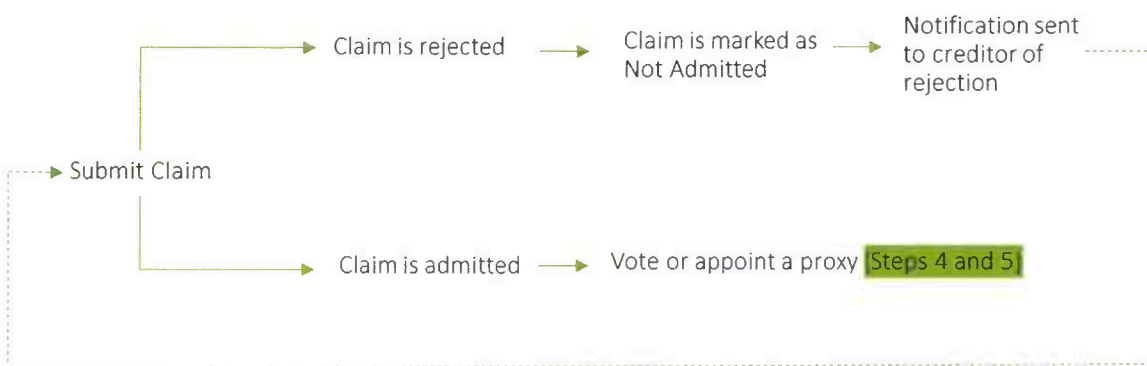 Claim is rejected
Claim is marked as
Not Admitted
Notification sent
to creditor of
rejection
Submit Claim
Claim is admitted
Vote or appoint a proxy [Steps 4 and 5]